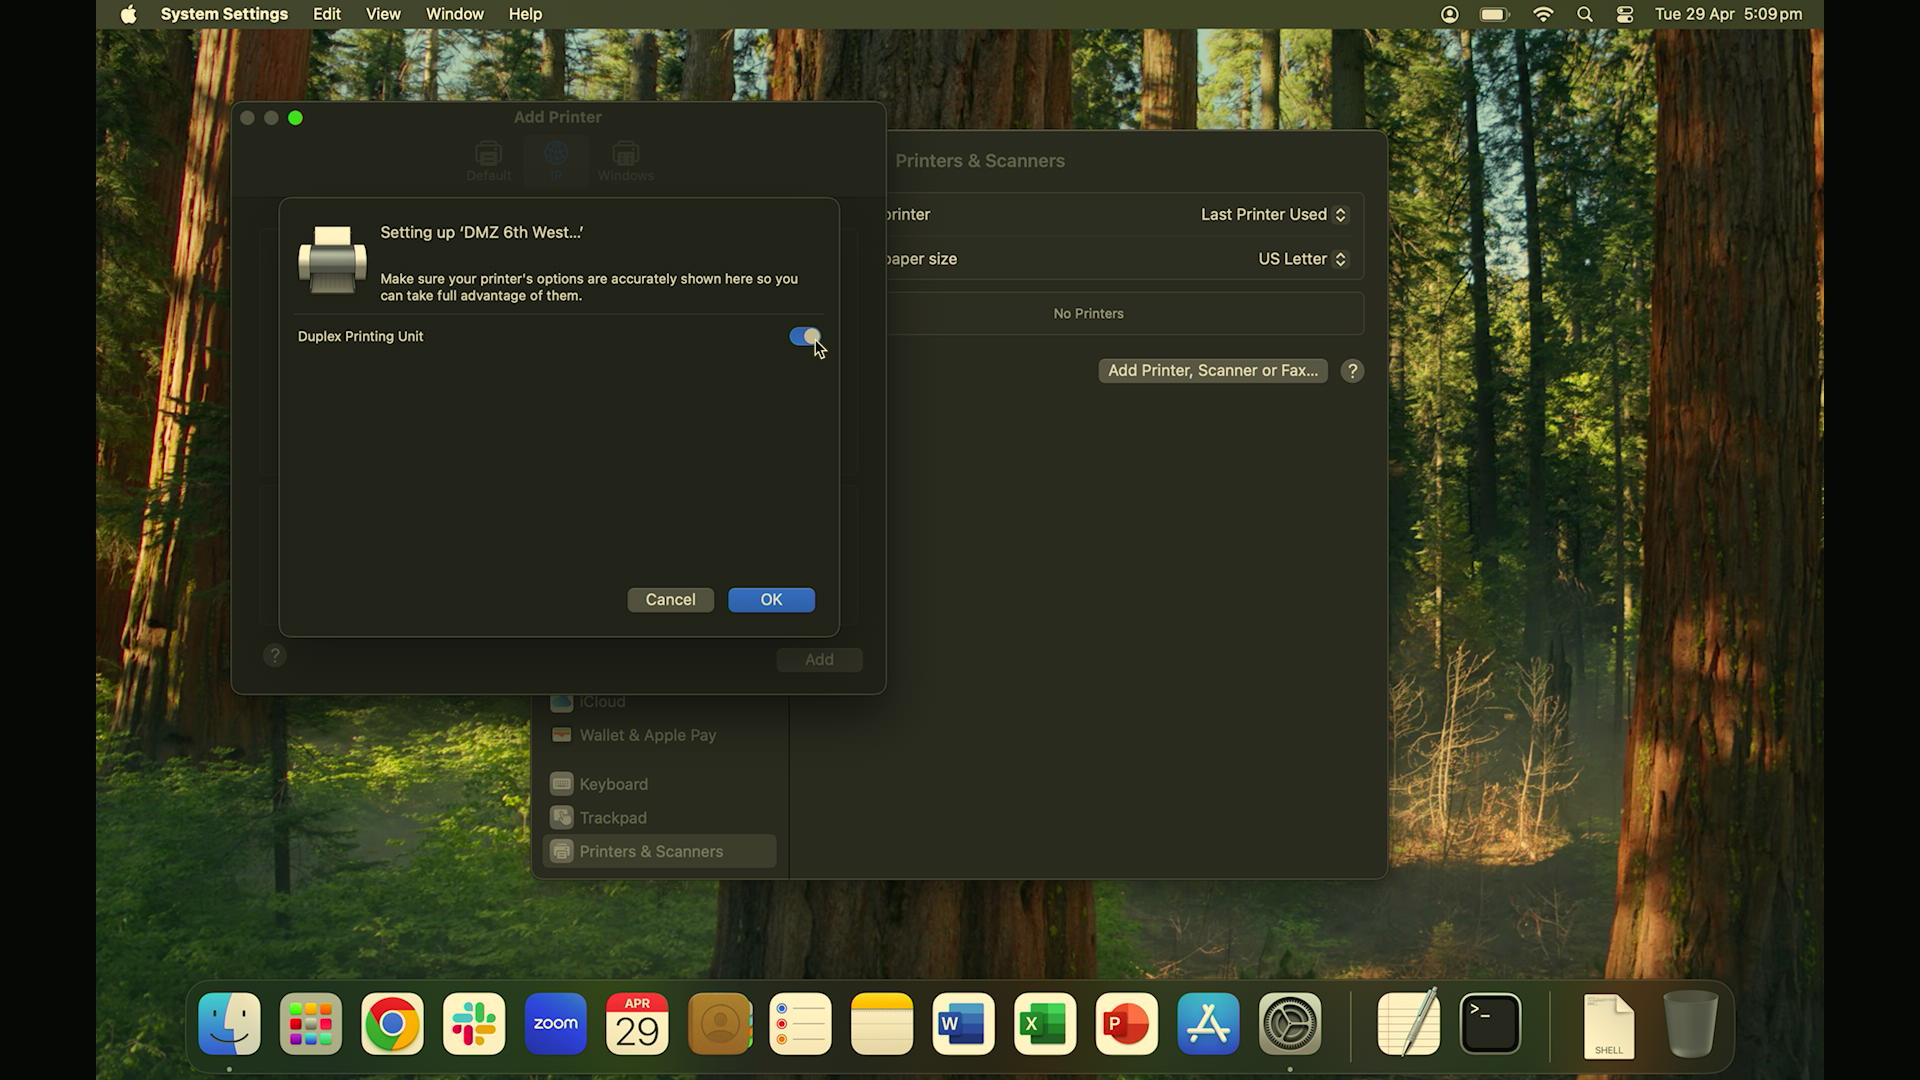 System Settings Edit View Window Help
Tue 29 Apr 5:09 pm
Add Printer
Default
IP
Windows
Setting up ‘DMZ 6th West...’
Make sure your printer's options are accurately shown here so you
can take full advantage of them.
Duplex Printing Unit
Cancel
OK
?
Add
Printers & Scanners
printer
Last Printer Used
paper size
US Letter
No Printers
Add Printer, Scanner or Fax...
?
iCloud
Wallet & Apple Pay
Keyboard
Trackpad
Printers & Scanners
zoom
APR
29
W
X
P
>_
SHELL